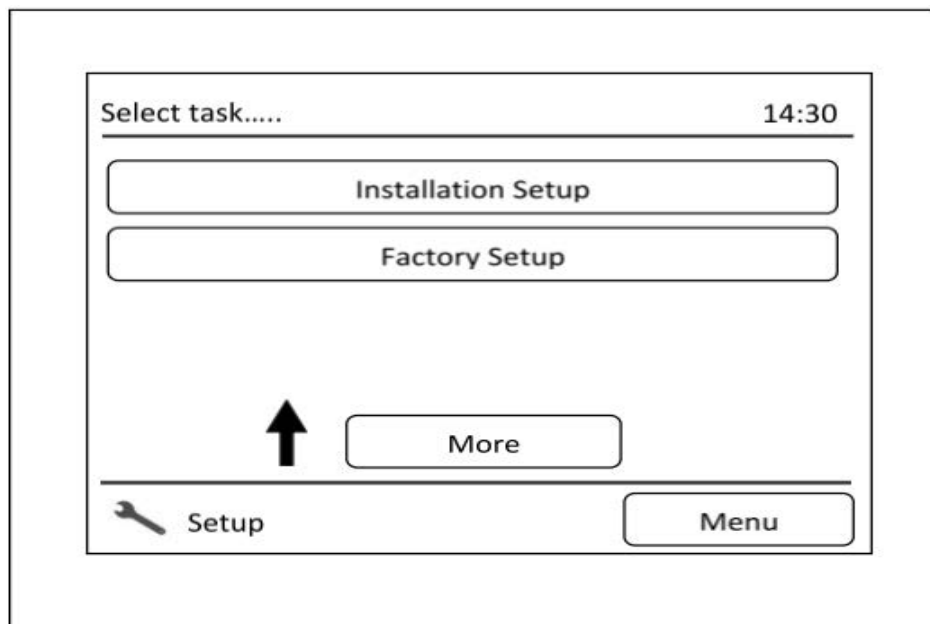 Select task..... 14:30
Installation Setup
Factory Setup
More
Setup Menu